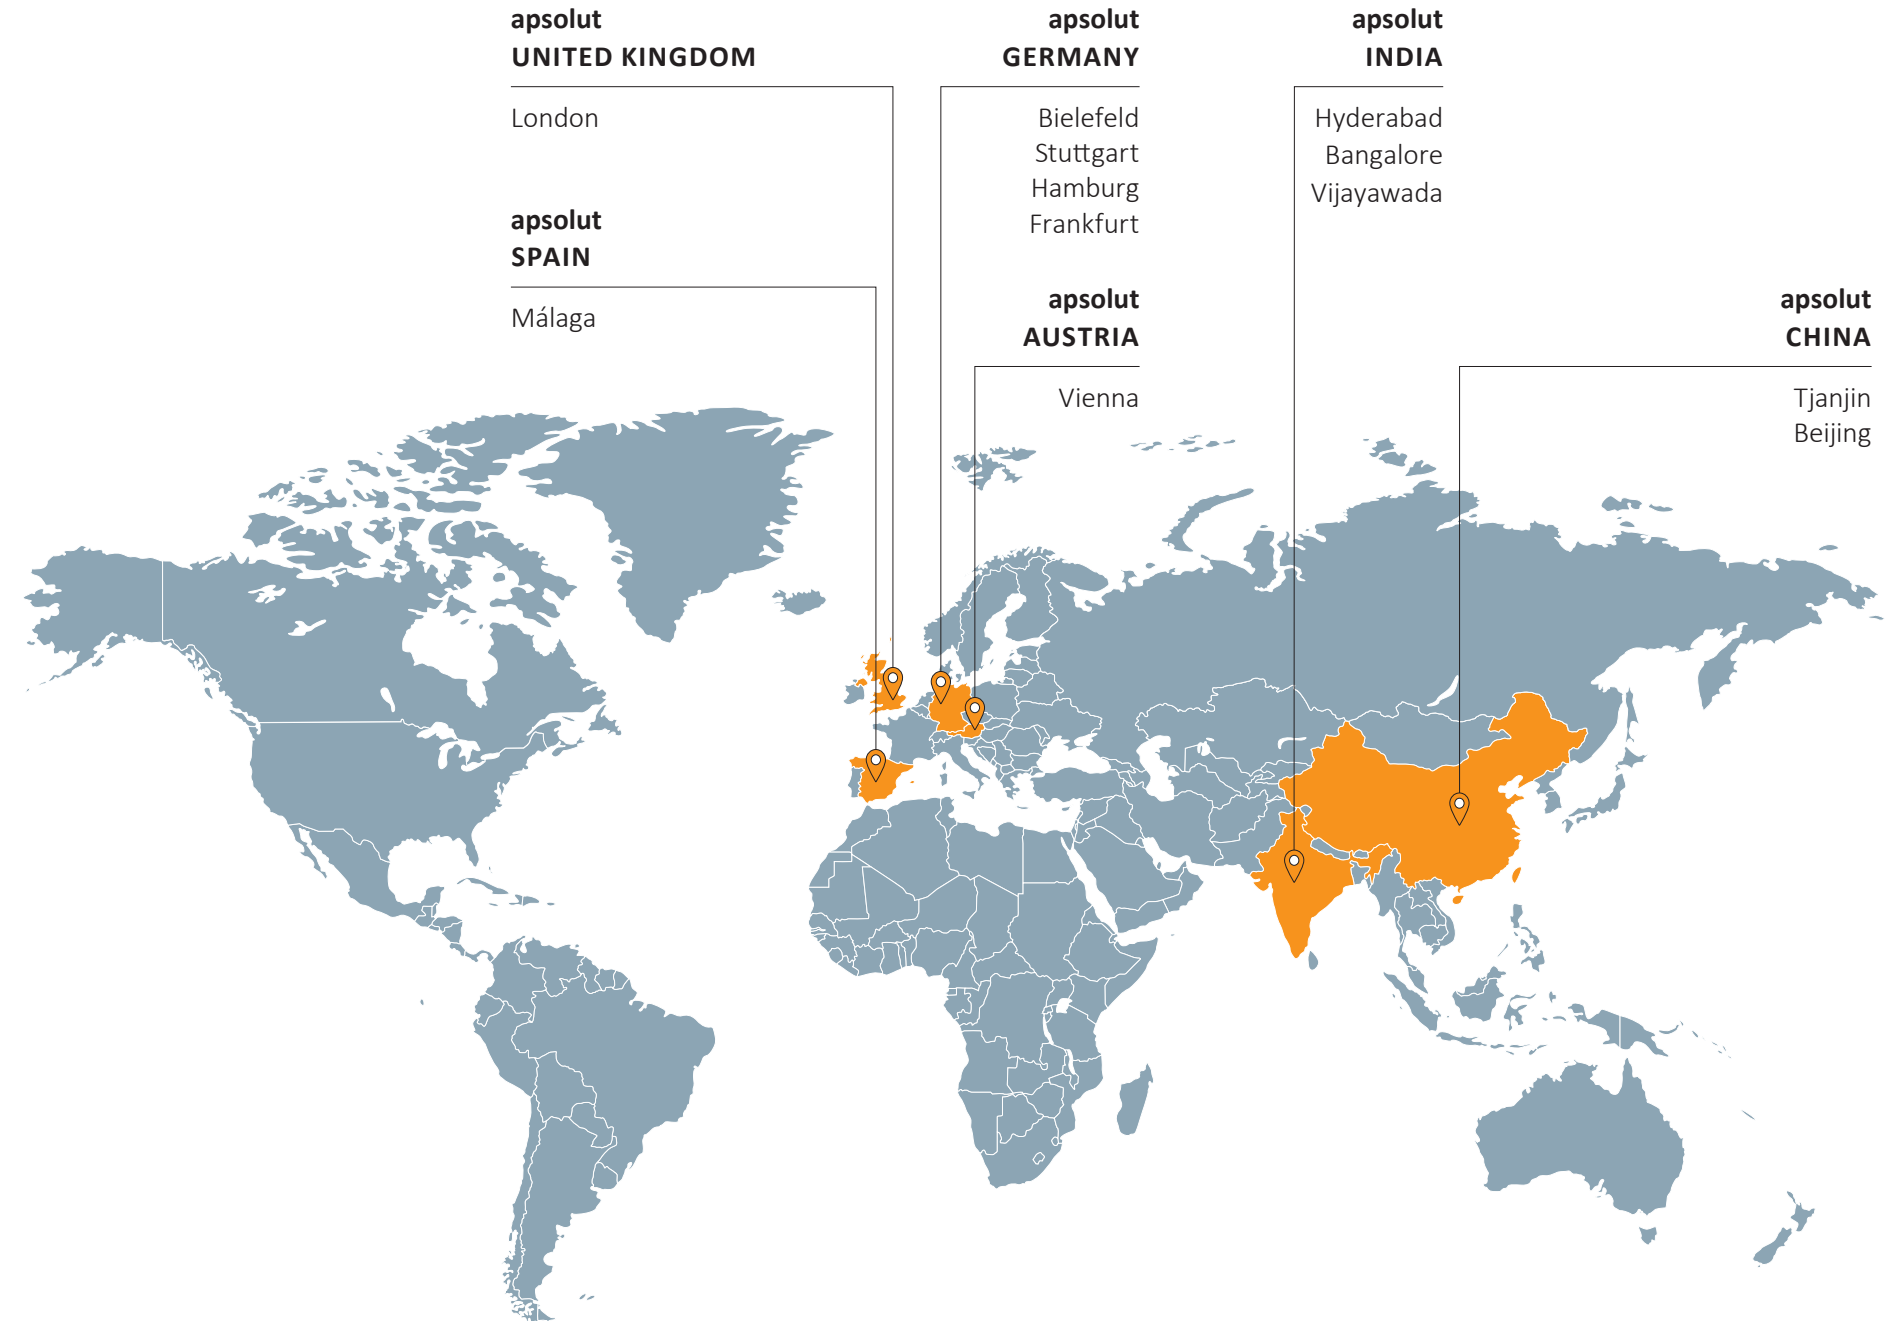 apsolut
UNITED KINGDOM
London
apsolut
SPAIN
Málaga
apsolut
GERMANY
Bielefeld
Stuttgart
Hamburg
Frankfurt
apsolut
AUSTRIA
Vienna
apsolut
INDIA
Hyderabad
Bangalore
Vijayawada
apsolut
CHINA
Tjanjin
Beijing